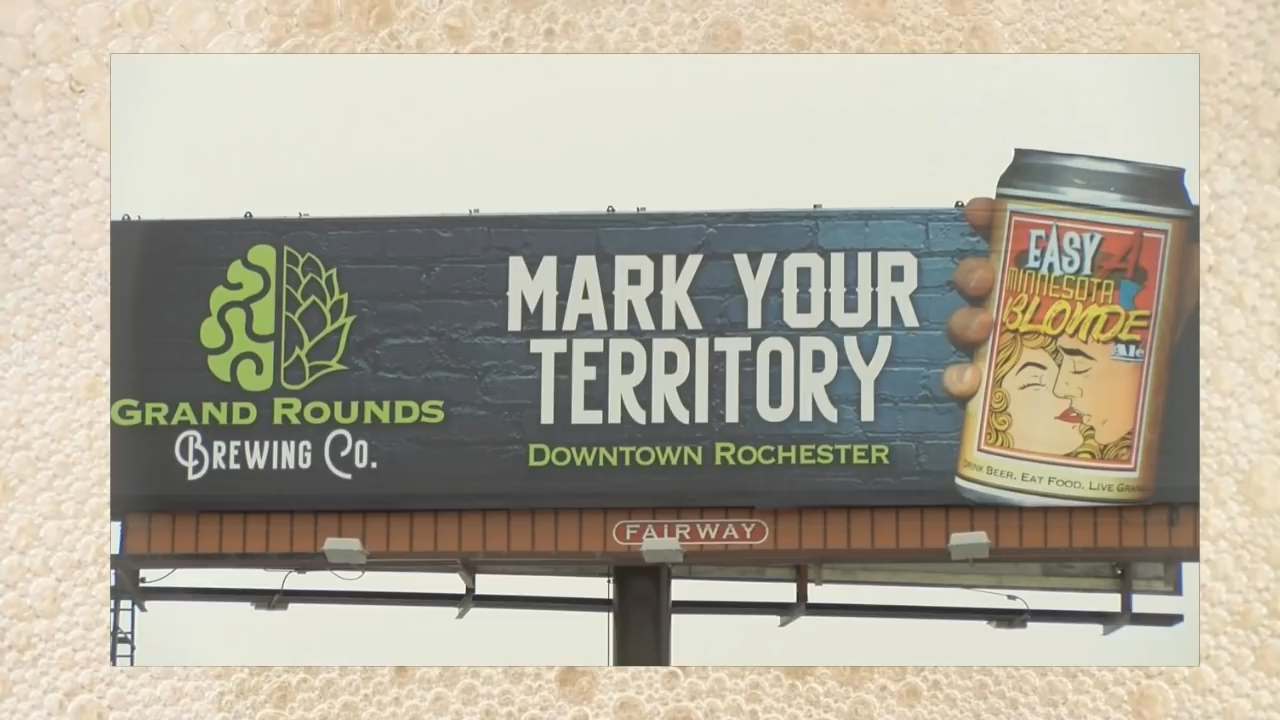 GRAND ROUNDS
BREWING CO.
MARK YOUR
TERRITORY
DOWNTOWN ROCHESTER
EASY A
MINNESOTA
BLONDE
Ale
DRINK BEER. EAT FOOD. LIVE
FAIRWAY